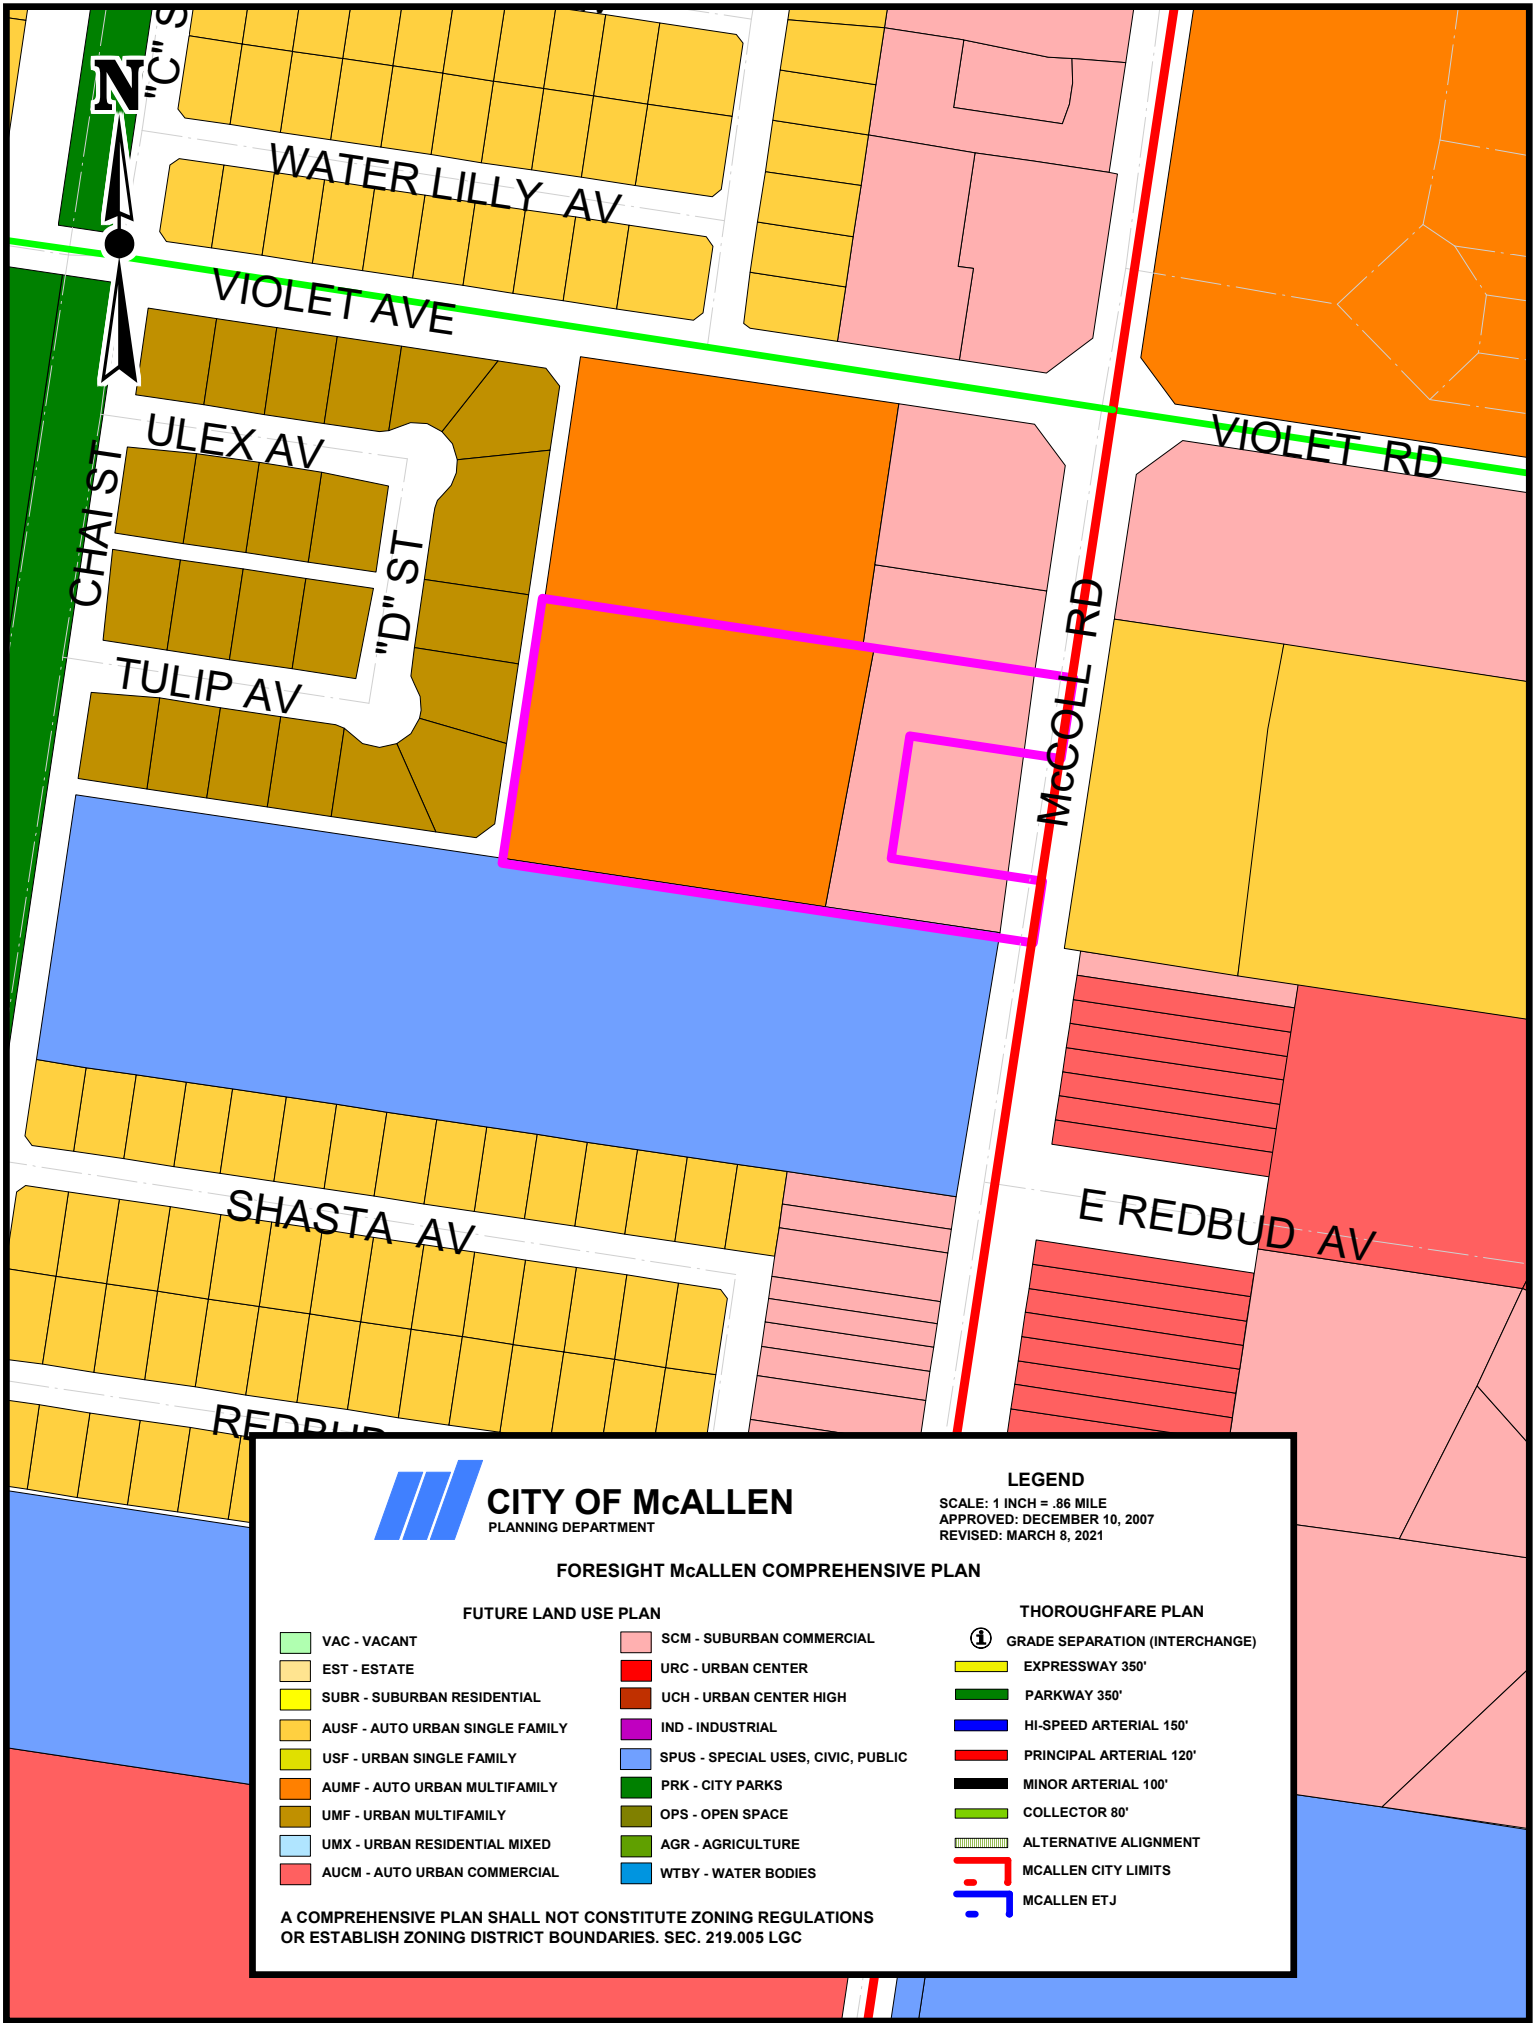 "C" S
N
WATER LILLY AV
VIOLET AVE
ULEX AV
VIOLET RD
CHAI ST
"D" ST
McCOLL RD
TULIP AV
E REDBUD AV
SHASTA AV
REDBUD
CITY OF McALLEN
PLANNING DEPARTMENT
LEGEND
SCALE: 1 INCH = .86 MILE
APPROVED: DECEMBER 10, 2007
REVISED: MARCH 8, 2021
FORESIGHT McALLEN COMPREHENSIVE PLAN
FUTURE LAND USE PLAN
VAC - VACANT
EST - ESTATE
SUBR - SUBURBAN RESIDENTIAL
AUSF - AUTO URBAN SINGLE FAMILY
USF - URBAN SINGLE FAMILY
AUMF - AUTO URBAN MULTIFAMILY
UMF - URBAN MULTIFAMILY
UMX - URBAN RESIDENTIAL MIXED
AUCM - AUTO URBAN COMMERCIAL
SCM - SUBURBAN COMMERCIAL
URC - URBAN CENTER
UCH - URBAN CENTER HIGH
IND - INDUSTRIAL
SPUS - SPECIAL USES, CIVIC, PUBLIC
PRK - CITY PARKS
OPS - OPEN SPACE
AGR - AGRICULTURE
WTBY - WATER BODIES
THOROUGHFARE PLAN
GRADE SEPARATION (INTERCHANGE)
EXPRESSWAY 350'
PARKWAY 350'
HI-SPEED ARTERIAL 150'
PRINCIPAL ARTERIAL 120'
MINOR ARTERIAL 100'
COLLECTOR 80'
ALTERNATIVE ALIGNMENT
MCALLEN CITY LIMITS
MCALLEN ETJ
A COMPREHENSIVE PLAN SHALL NOT CONSTITUTE ZONING REGULATIONS
OR ESTABLISH ZONING DISTRICT BOUNDARIES. SEC. 219.005 LGC